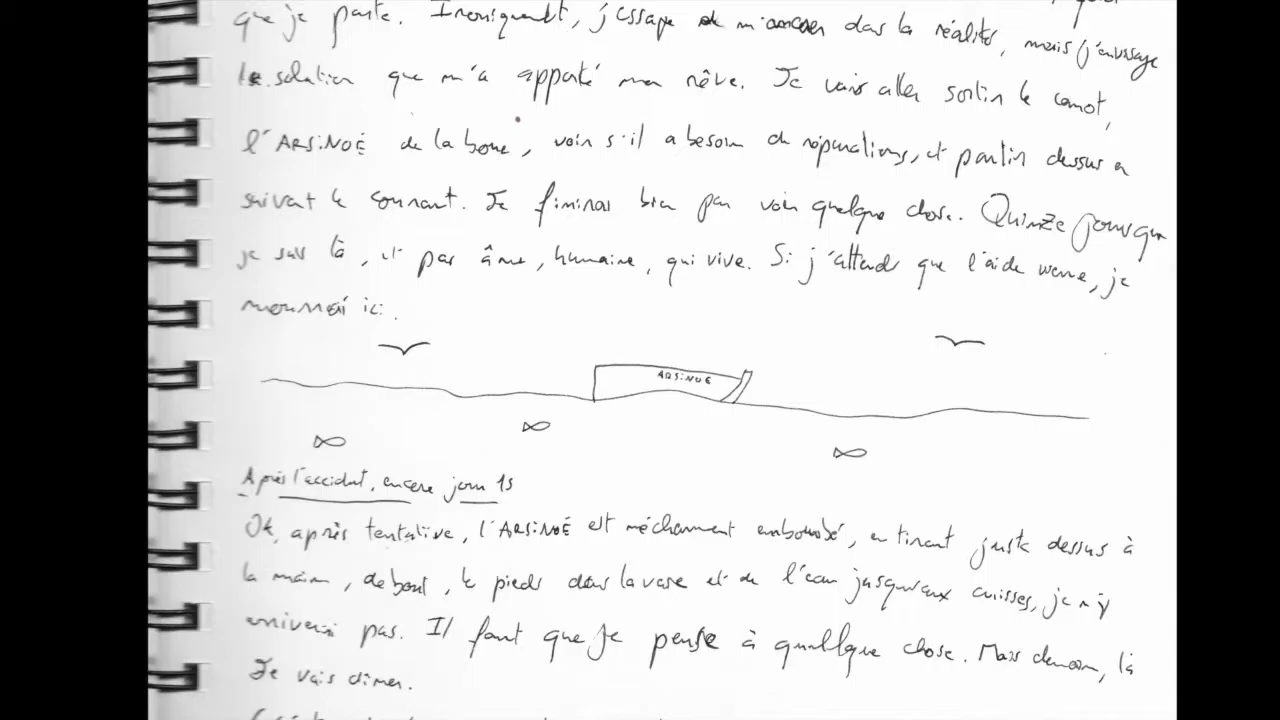 que je parte. Ironiquement, j'essaye de m'ancrer dans la réalité, mais j'envisage
la solution que m'a apporté mon rêve. Je vais aller sortir le canot,
l'ARSiNOÉ de la boue, voir s'il a besoin de réparations, et partir dessus en
suivant le courant. Je finirai bien par voir quelque chose. Quinze jours que
je suis là, et pas âme, humaine, qui vive. Si j'attends que l'aide vienne, je
mourrai ici.
ARSiNOE
Après l'accident, encore jour 15
Ok, après tentative, l'ARSiNOÉ est méchamment embourbé, en tirant juste dessus à
la main, debout, les pieds dans la vase et de l'eau jusqu'aux cuisses, je n'y
arriverai pas. Il faut que je pense à quelque chose. Mais demain, là
Je vais dîner.